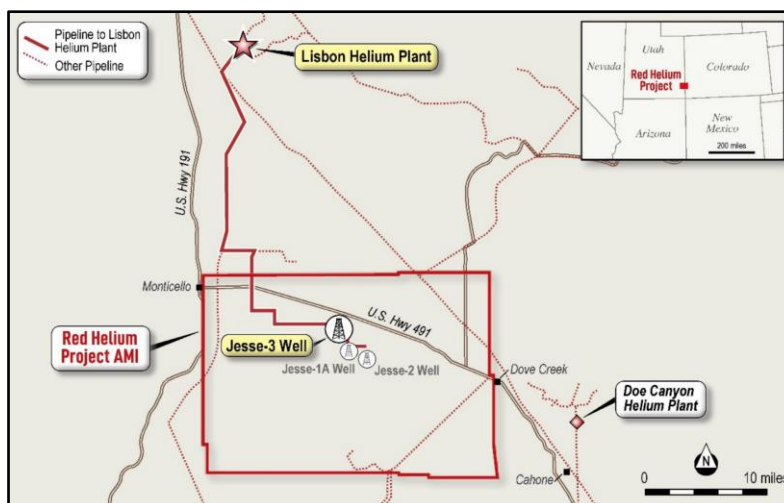 Pipeline to Lisbon
Helium Plant
Other Pipeline
Lisbon Helium Plant
Nevada
Utah
Colorado
Red Helium
Project
Arizona
New
Mexico
200 miles
U.S. Hwy 191
Monticello
U.S. Hwy 491
Red Helium
Project AMI
Jesse-3 Well
Jesse-1A Well
Jesse-2 Well
Dove Creek
Doe Canyon
Helium Plant
Cahone
N
0
10 miles